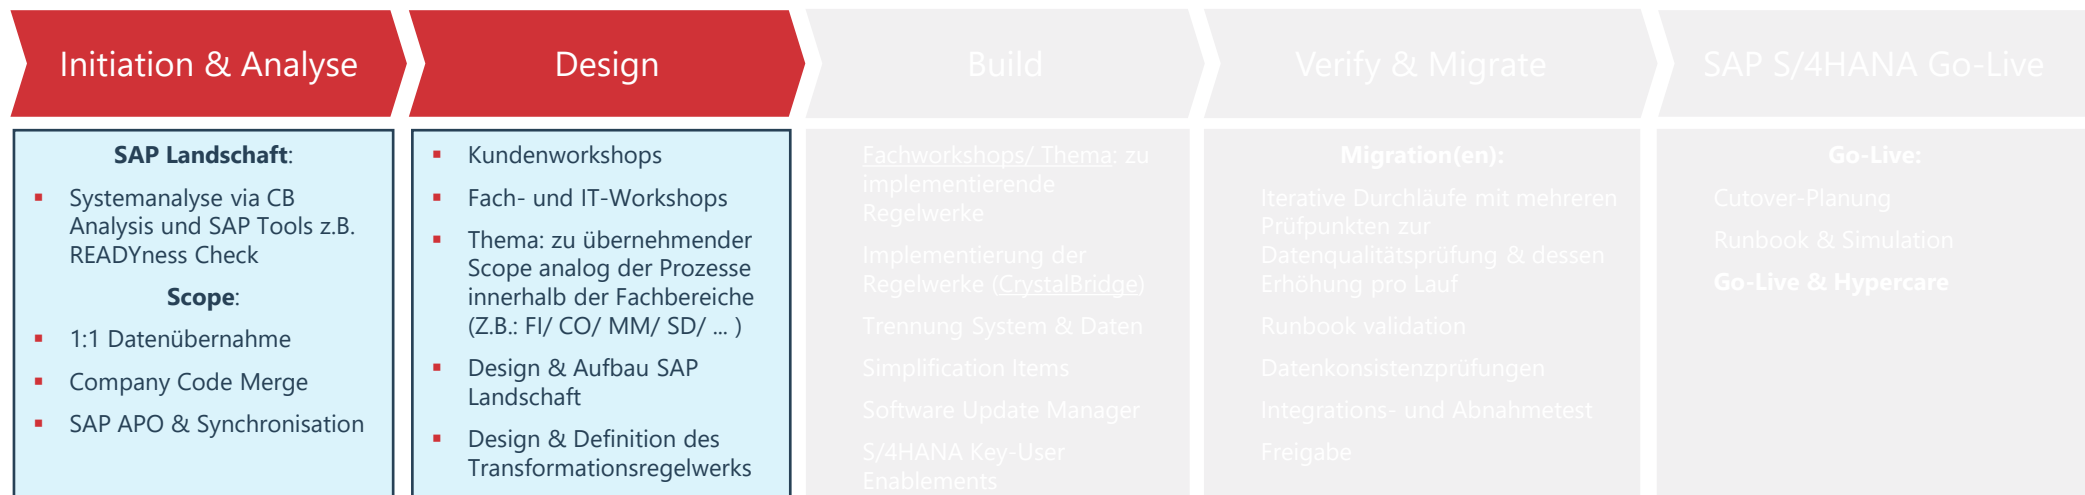 Initiation & Analyse
Design
Build
Verify & Migrate
SAP S/4HANA Go-Live
SAP Landschaft:
Systemanalyse via CB
Analysis und SAP Tools z.B.
READYness Check
Scope:
1:1 Datenübernahme
Company Code Merge
SAP APO & Synchronisation
Kundenworkshops
Fach- und IT-Workshops
Thema: zu übernehmender
Scope analog der Prozesse
innerhalb der Fachbereiche
(Z.B.: FI/ CO/ MM/ SD/ ... )
Design & Aufbau SAP
Landschaft
Design & Definition des
Transformationsregelwerks
Fachworkshops/ Thema: zu
implementierende
Regelwerke
Implementierung der
Regelwerke (CrystalBridge)
Trennung System & Daten
Simplification Items
Software Update Manager
S/4HANA Key-User
Enablements
Migration(en):
Iterative Durchläufe mit mehreren
Prüfpunkten zur
Datenqualitätsprüfung & dessen
Erhöhung pro Lauf
Runbook validation
Datenkonsistenzprüfungen
Integrations- und Abnahmetest
Freigabe
Go-Live:
Cutover-Planung
Runbook & Simulation
Go-Live & Hypercare